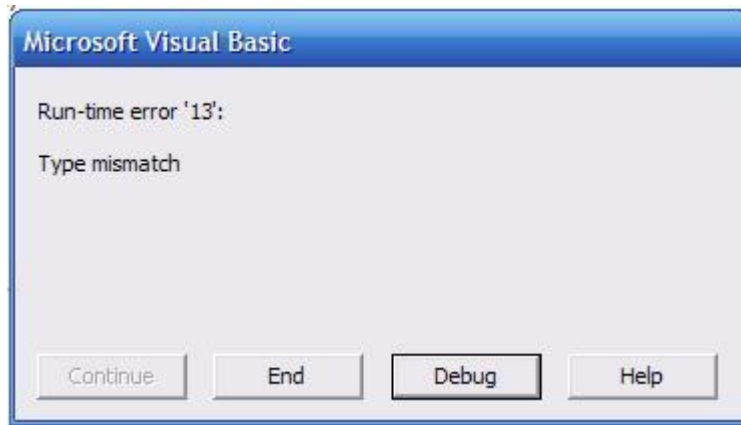 Microsoft Visual Basic
Run-time error '13':
Type mismatch
Continue End Debug Help